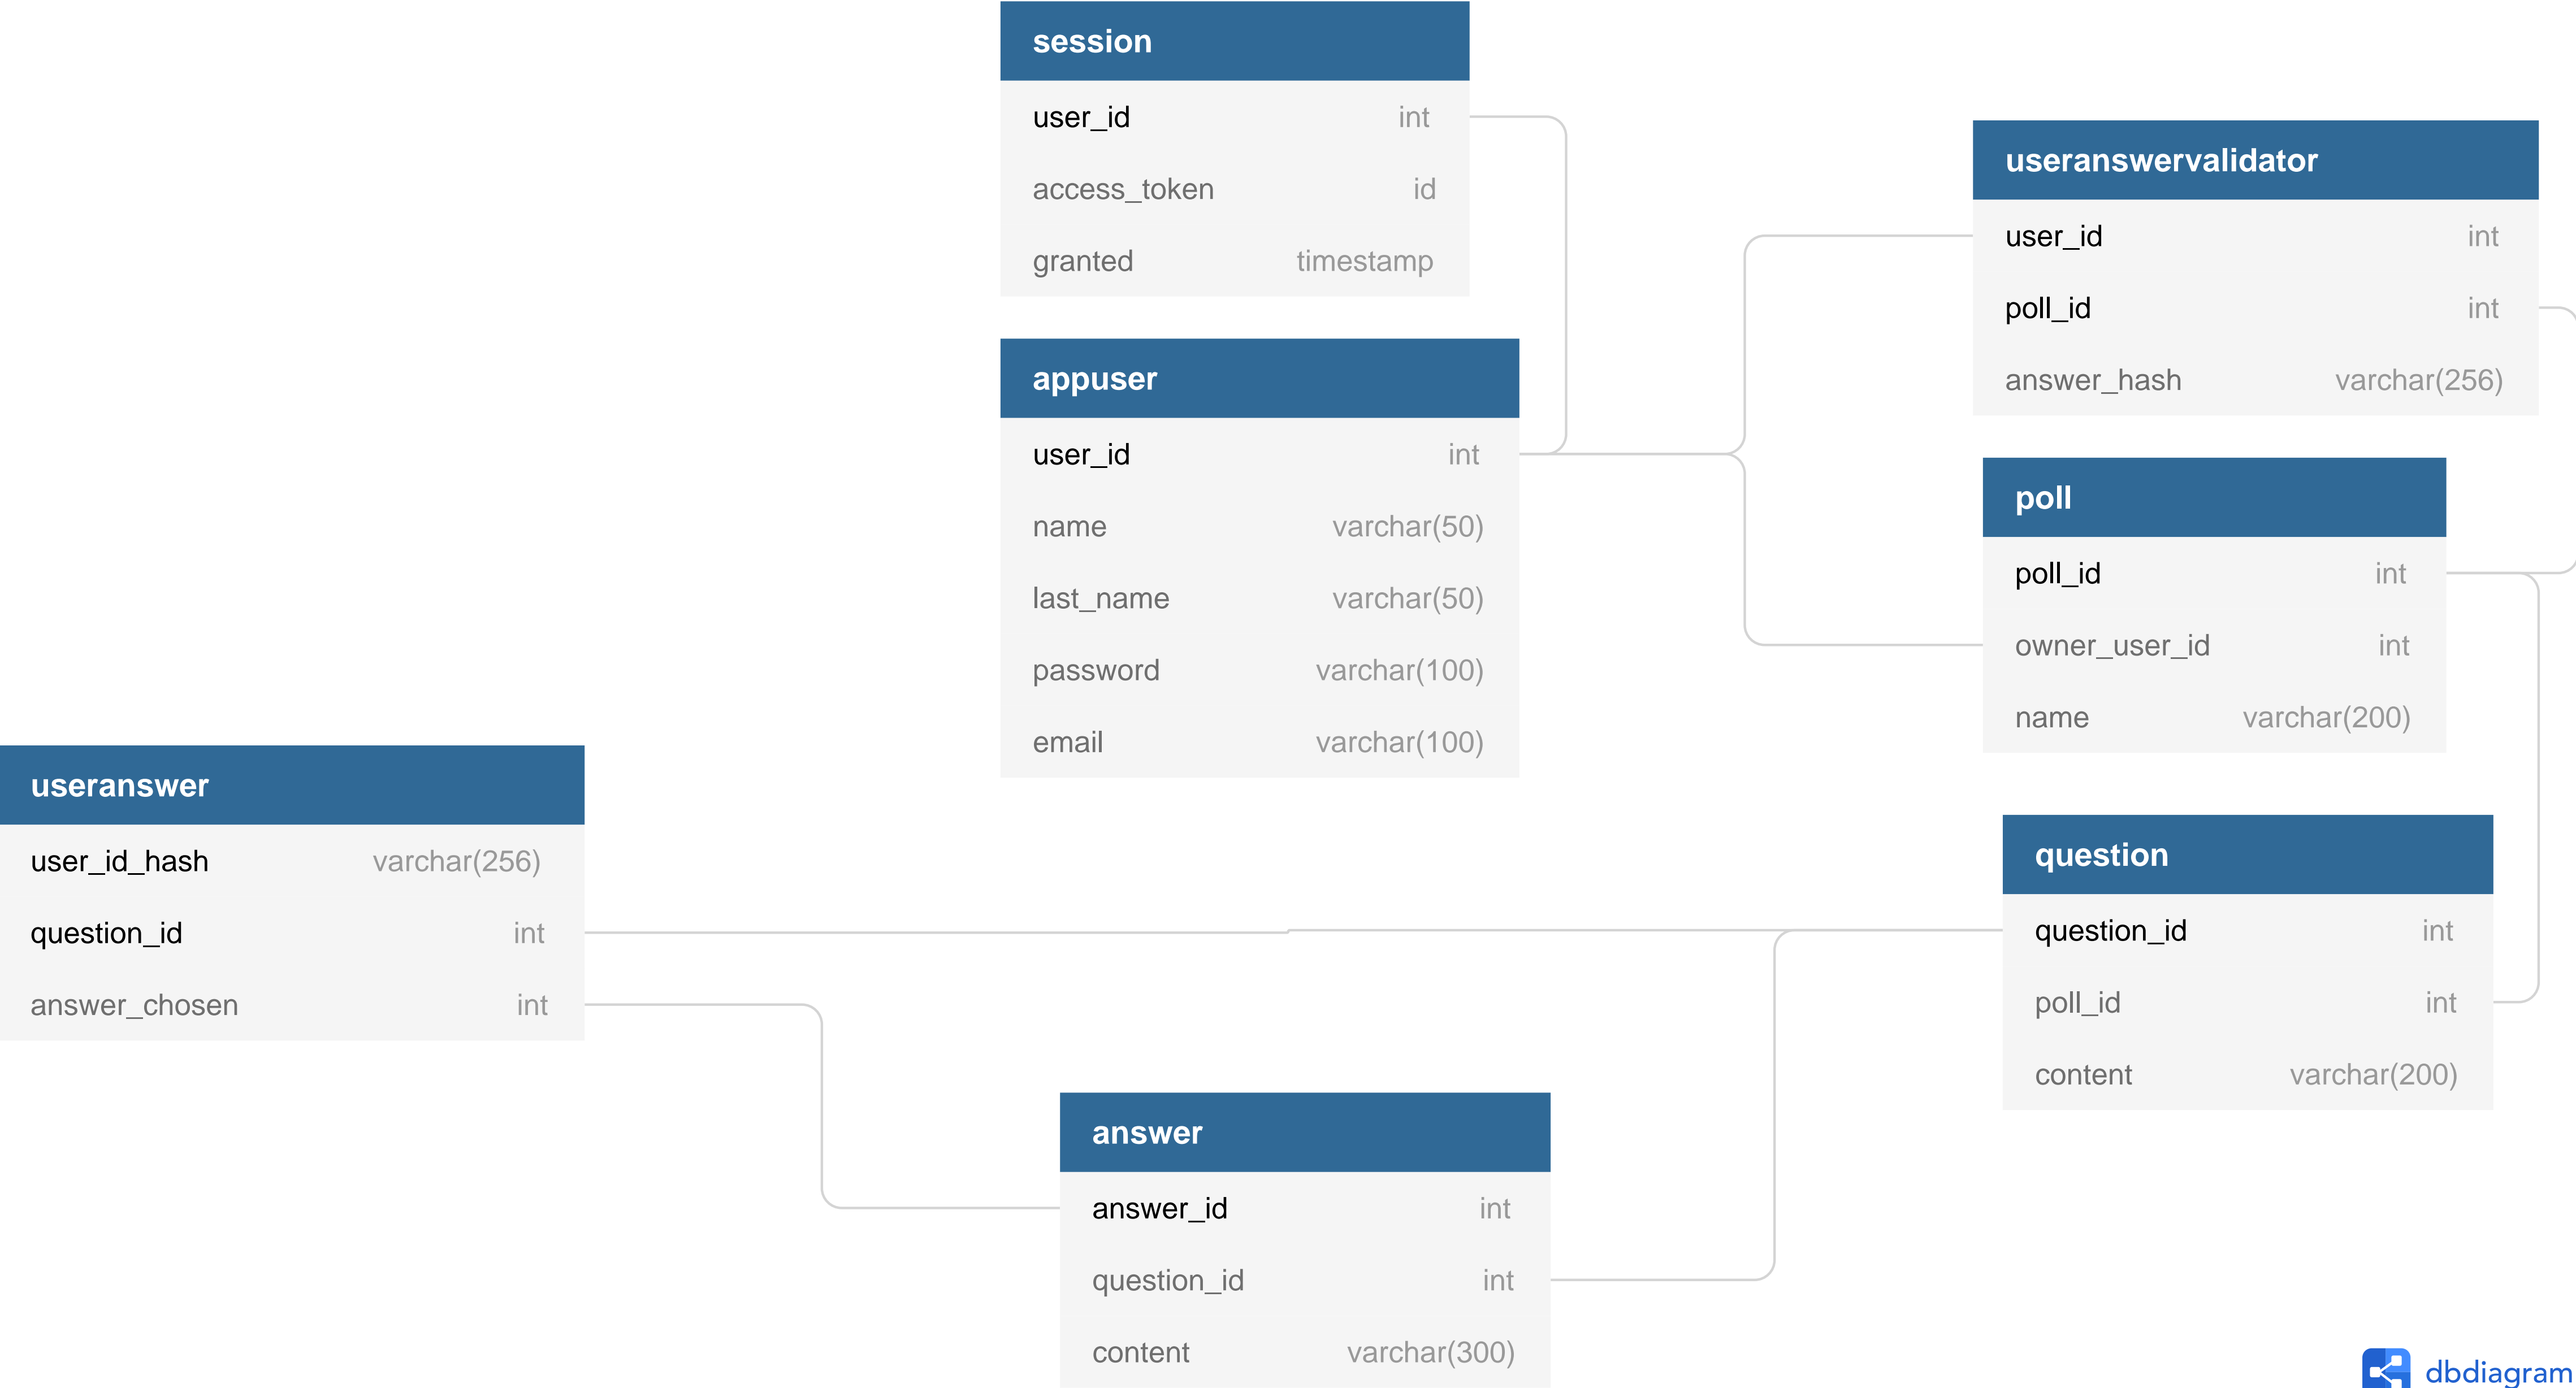 session
user_id int
access_token id
granted timestamp
appuser
user_id int
name varchar(50)
last_name varchar(50)
password varchar(100)
email varchar(100)
useranswervalidator
user_id int
poll_id int
answer_hash varchar(256)
poll
poll_id int
owner_user_id int
name varchar(200)
useranswer
user_id_hash varchar(256)
question_id int
answer_chosen int
question
question_id int
poll_id int
content varchar(200)
answer
answer_id int
question_id int
content varchar(300)
dbdiagram